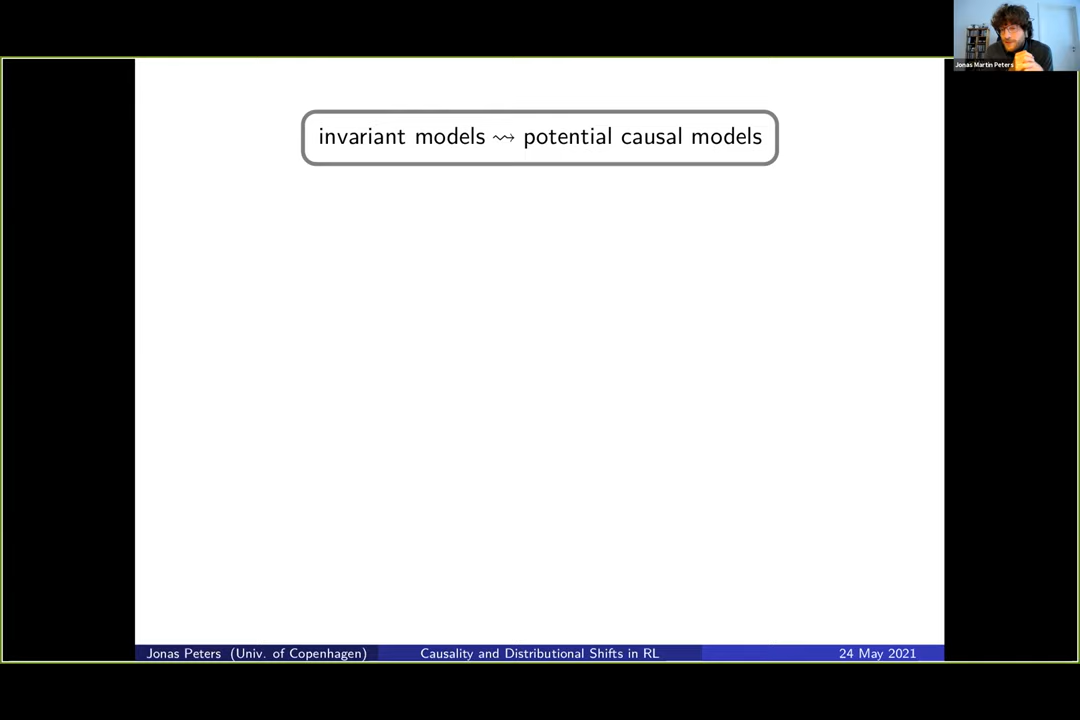 Jonas Martin Peters
invariant models ⇝ potential causal models
Jonas Peters (Univ. of Copenhagen) Causality and Distributional Shifts in RL 24 May 2021